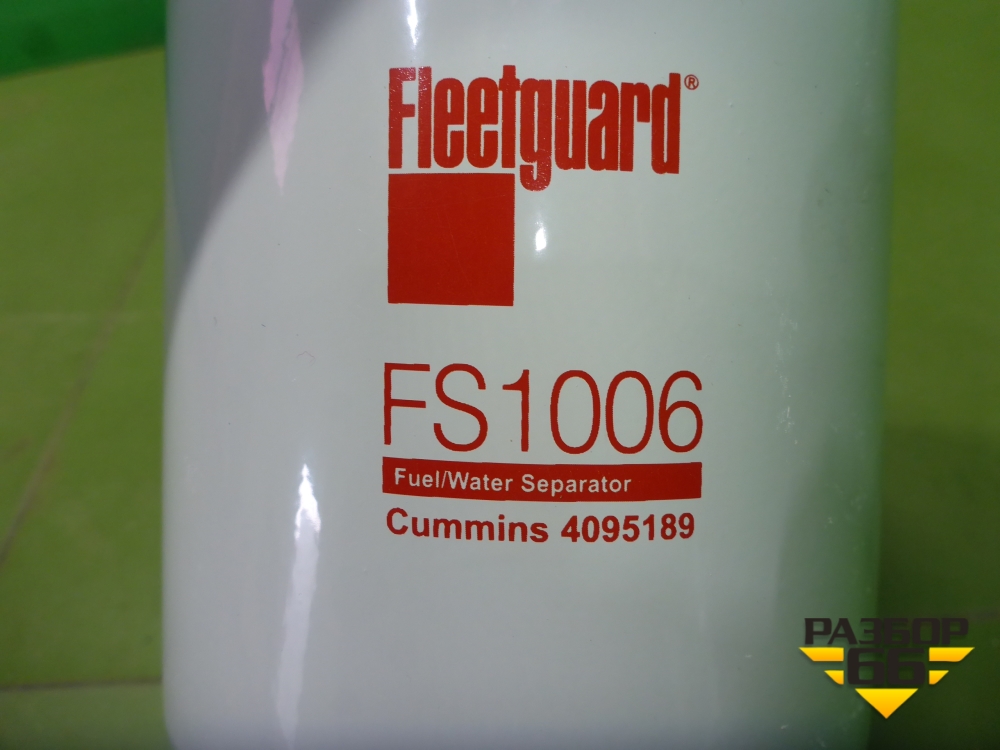 Fleetguard®
FS1006
Fuel/Water Separator
Cummins 4095189
РАЗБОР
66